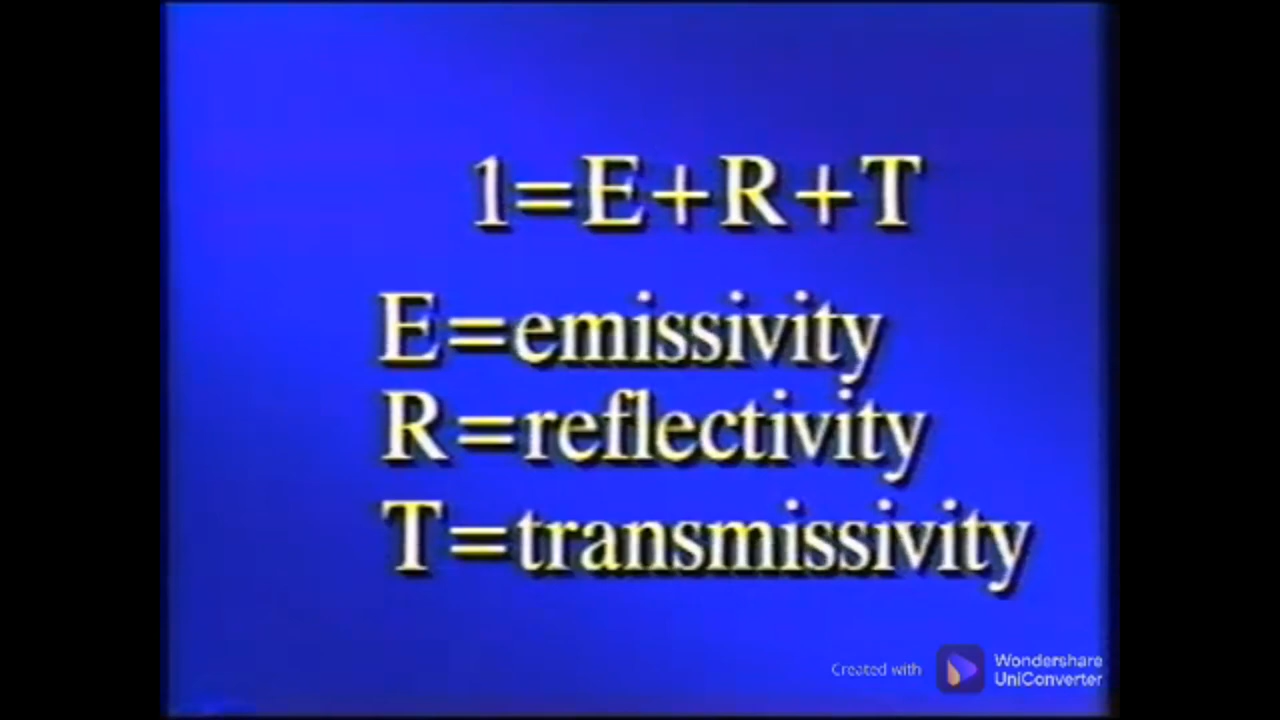 1=E+R+T
E=emissivity
R=reflectivity
T=transmissivity
Created with Wondershare
UniConverter